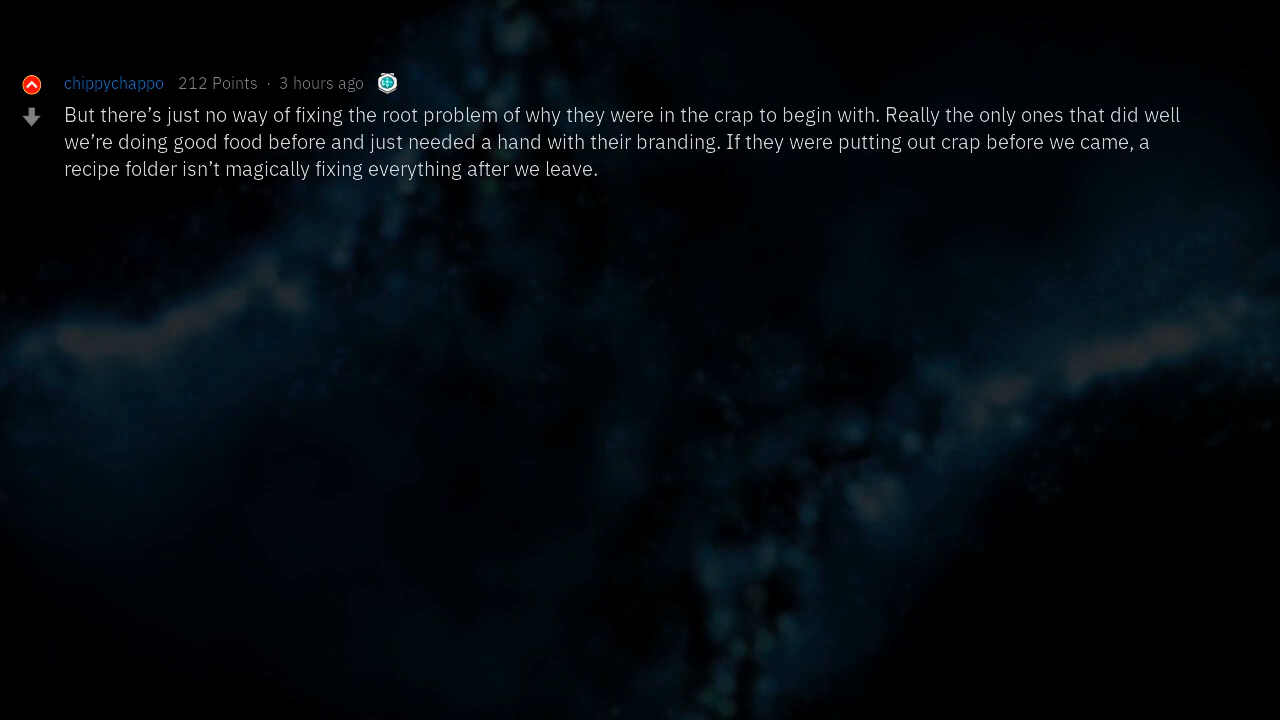 chippychappo 212 Points · 3 hours ago
But there’s just no way of fixing the root problem of why they were in the crap to begin with. Really the only ones that did well
we’re doing good food before and just needed a hand with their branding. If they were putting out crap before we came, a
recipe folder isn’t magically fixing everything after we leave.